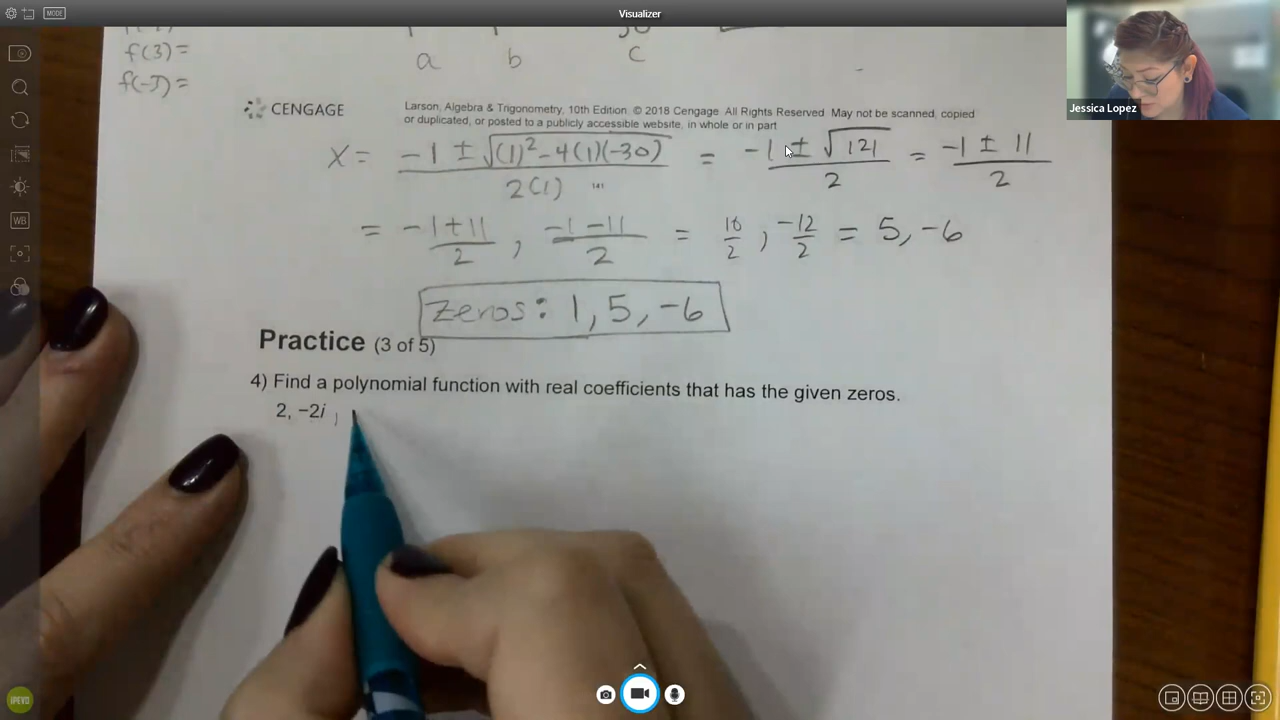 MODE
Visualizer
f(3) =
f(-5) =
a b c
Jessica Lopez
CENGAGE
Larson, Algebra & Trigonometry, 10th Edition. © 2018 Cengage. All Rights Reserved. May not be scanned, copied
or duplicated, or posted to a publicly accessible website, in whole or in part
X = -1 ± √(1)² - 4(1)(-30) / 2(1) = -1 ± √121 / 2 = -1 ± 11 / 2
= -1 + 11 / 2 , -1 - 11 / 2 = 10 / 2 , -12 / 2 = 5, -6
Zeros: 1, 5, -6
Practice (3 of 5)
4) Find a polynomial function with real coefficients that has the given zeros.
2, −2i ,
WB
iPEVO